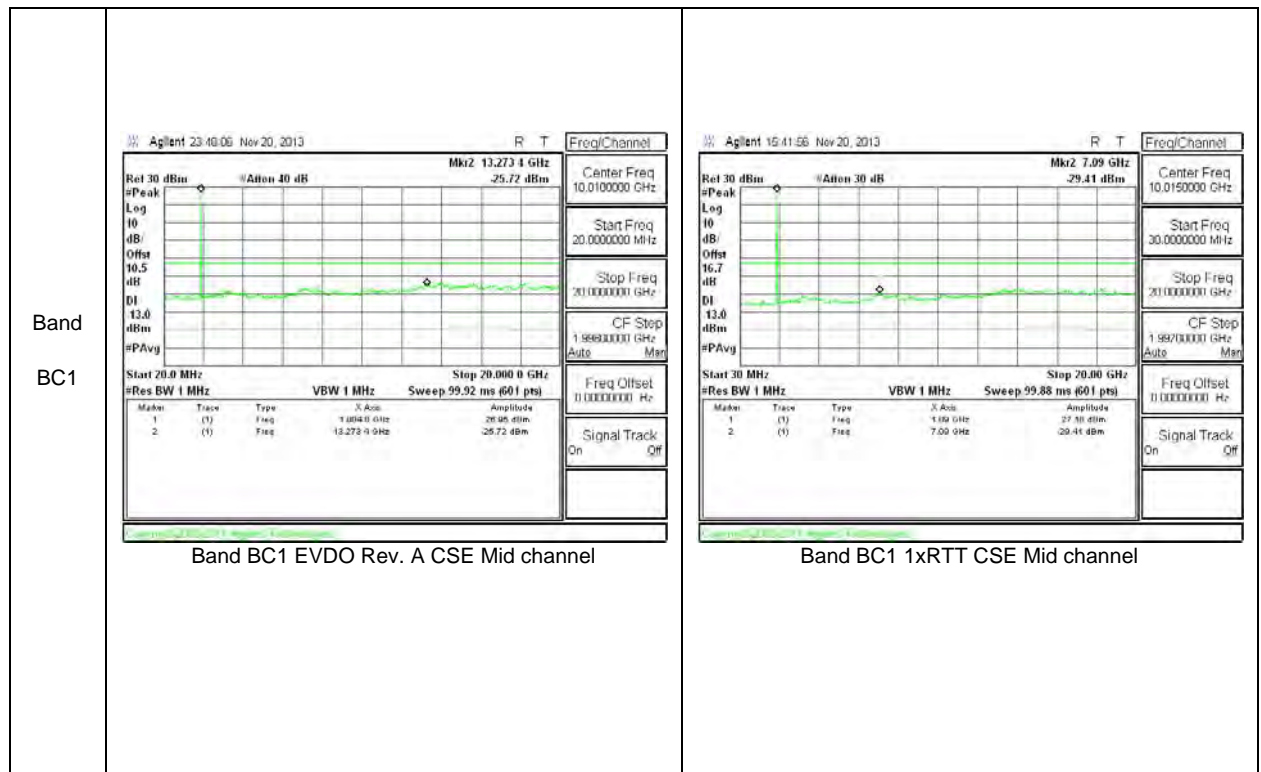 Band
BC1
Agilent 23:48:06 Nov 20, 2013 R T
Mkr2 13.273 4 GHz
Ref 30 dBm #Atten 40 dB -25.72 dBm
#Peak
Log
10
dB/
Offst
10.5
dB
DI
-13.0
dBm
#PAvg
Start 20.0 MHz Stop 20.000 0 GHz
#Res BW 1 MHz VBW 1 MHz Sweep 99.92 ms (601 pts)
Marker Trace Type X Axis Amplitude
1 (1) Freq 26.95 dBm
2 (1) Freq 13.273 4 GHz -25.72 dBm
Freq/Channel
Center Freq
10.0100000 GHz
Start Freq
20.0000000 MHz
Stop Freq
20.0000000 GHz
CF Step
1.99800000 GHz
Auto Man
Freq Offset
0.00000000 Hz
Signal Track
On Off
Band BC1 EVDO Rev. A CSE Mid channel
Agilent 15:41:56 Nov 20, 2013 R T
Mkr2 7.09 GHz
Ref 30 dBm #Atten 30 dB -29.41 dBm
#Peak
Log
10
dB/
Offst
16.7
dB
DI
-13.0
dBm
#PAvg
Start 30 MHz Stop 20.00 GHz
#Res BW 1 MHz VBW 1 MHz Sweep 99.88 ms (601 pts)
Marker Trace Type X Axis Amplitude
1 (1) Freq
2 (1) Freq 7.09 GHz -29.41 dBm
Freq/Channel
Center Freq
10.0150000 GHz
Start Freq
30.0000000 MHz
Stop Freq
20.0000000 GHz
CF Step
1.99700000 GHz
Auto Man
Freq Offset
0.00000000 Hz
Signal Track
On Off
Band BC1 1xRTT CSE Mid channel